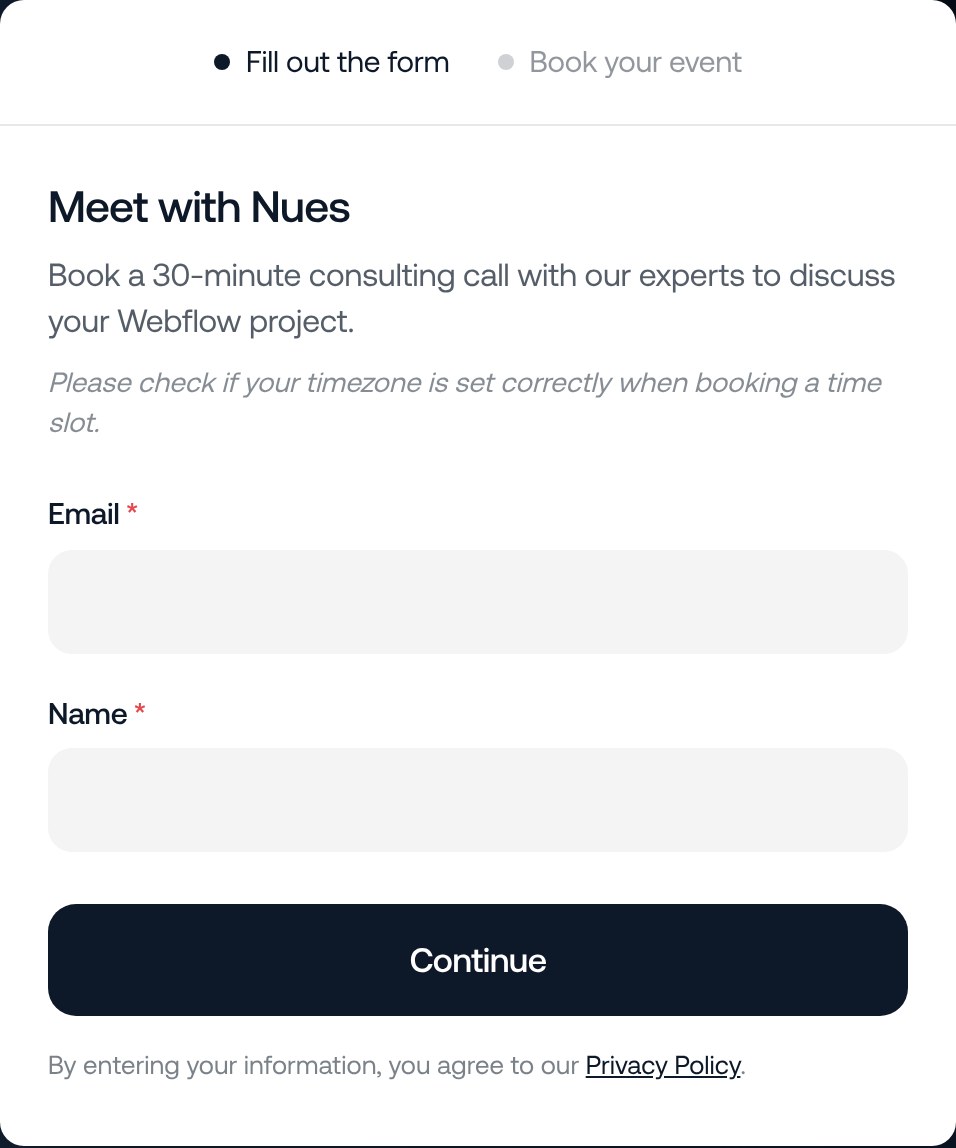 Fill out the form
Book your event
Meet with Nues
Book a 30-minute consulting call with our experts to discuss
your Webflow project.
Please check if your timezone is set correctly when booking a time
slot.
Email *
Name *
Continue
By entering your information, you agree to our Privacy Policy.